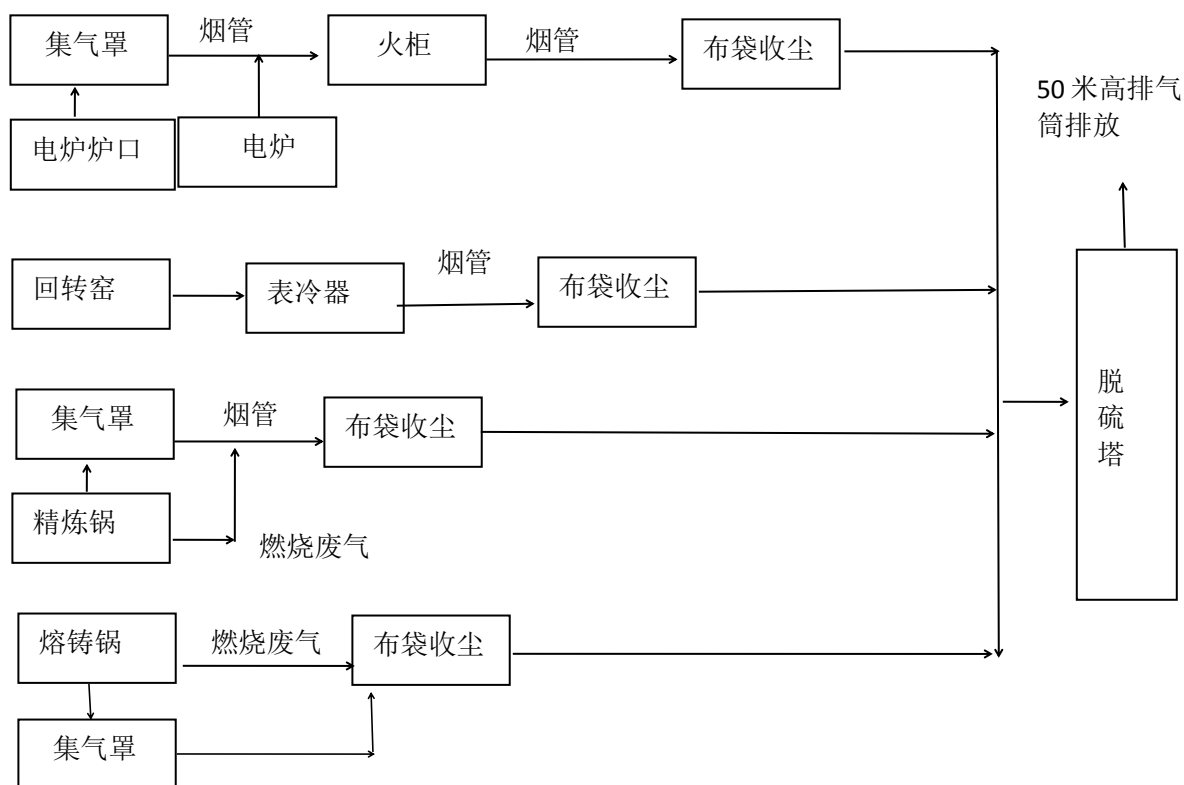 集气罩
烟管
火柜
烟管
布袋收尘
电炉炉口
电炉
50 米高排气
筒排放
回转窑
表冷器
烟管
布袋收尘
集气罩
烟管
布袋收尘
精炼锅
燃烧废气
脱
硫
塔
熔铸锅
燃烧废气
布袋收尘
集气罩